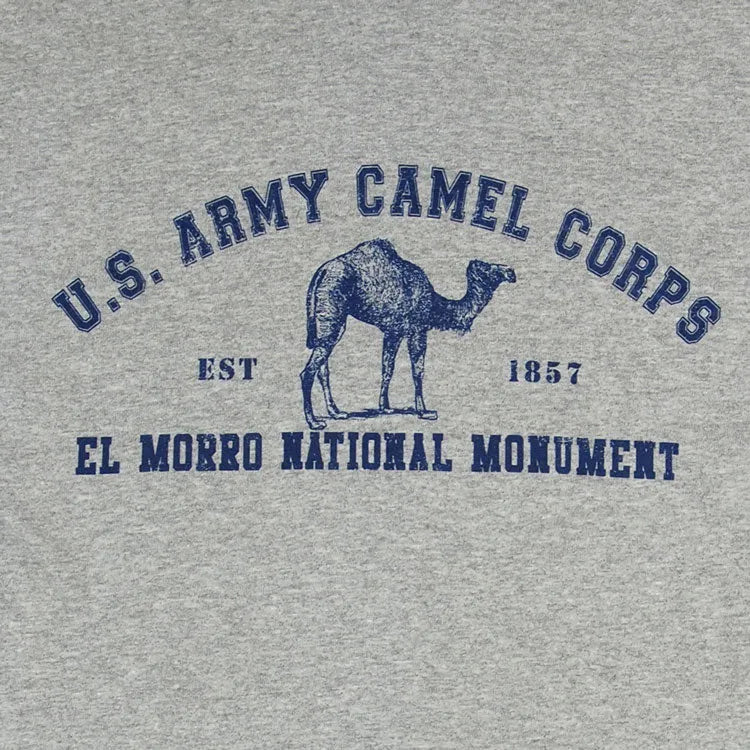 U.S. ARMY CAMEL CORPS
EST 1857
EL MORRO NATIONAL MONUMENT